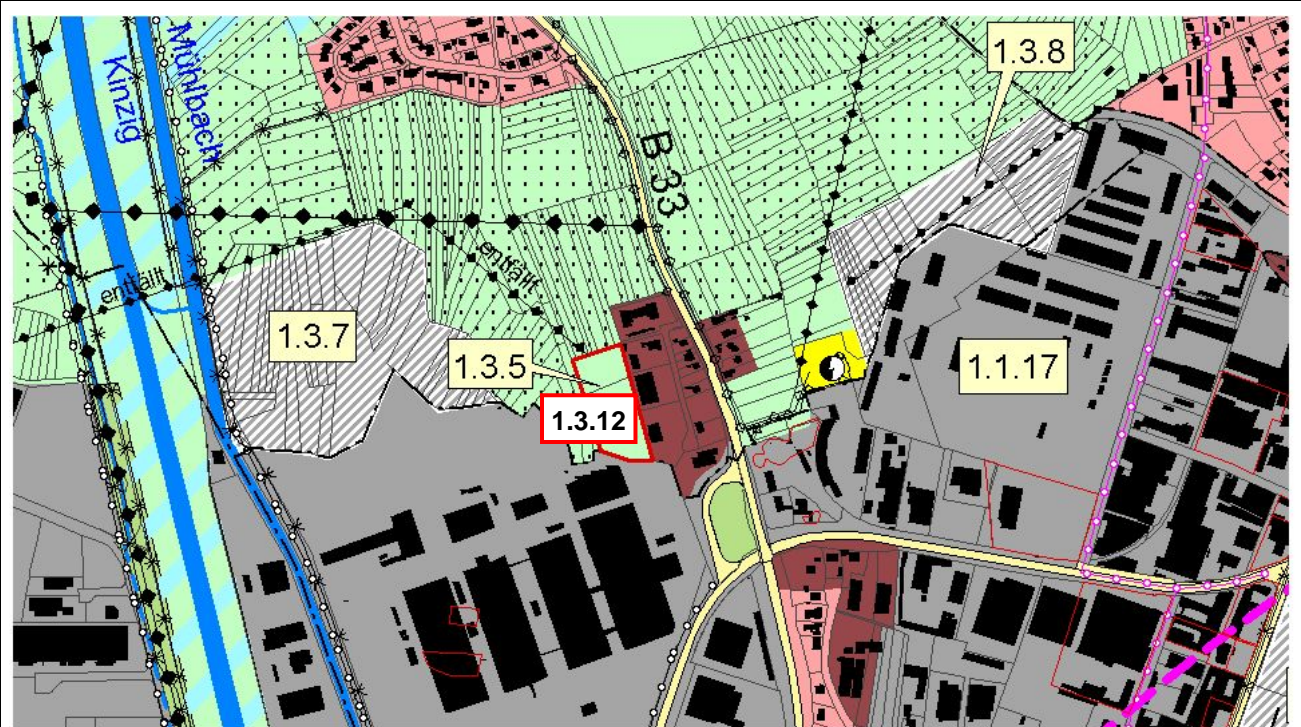 Kinzig
Mühlbach
B 33
1.3.8
entfällt
entfällt
1.3.7
1.3.5
1.3.12
1.1.17